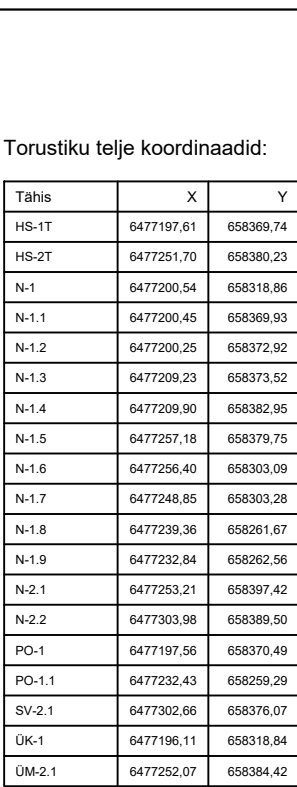 Torustiku telje koordinaadid:
Tähis X Y
HS-1T 6477197,61 658369,74
HS-2T 6477251,70 658380,23
N-1 6477200,54 658318,86
N-1.1 6477200,45 658369,93
N-1.2 6477200,25 658372,92
N-1.3 6477209,23 658373,52
N-1.4 6477209,90 658382,95
N-1.5 6477257,18 658379,75
N-1.6 6477256,40 658303,09
N-1.7 6477248,85 658303,28
N-1.8 6477239,36 658261,67
N-1.9 6477232,84 658262,56
N-2.1 6477253,21 658397,42
N-2.2 6477303,98 658389,50
PO-1 6477197,56 658370,49
PO-1.1 6477232,43 658259,29
SV-2.1 6477302,66 658376,07
ÜK-1 6477196,11 658318,84
ÜM-2.1 6477252,07 658384,42